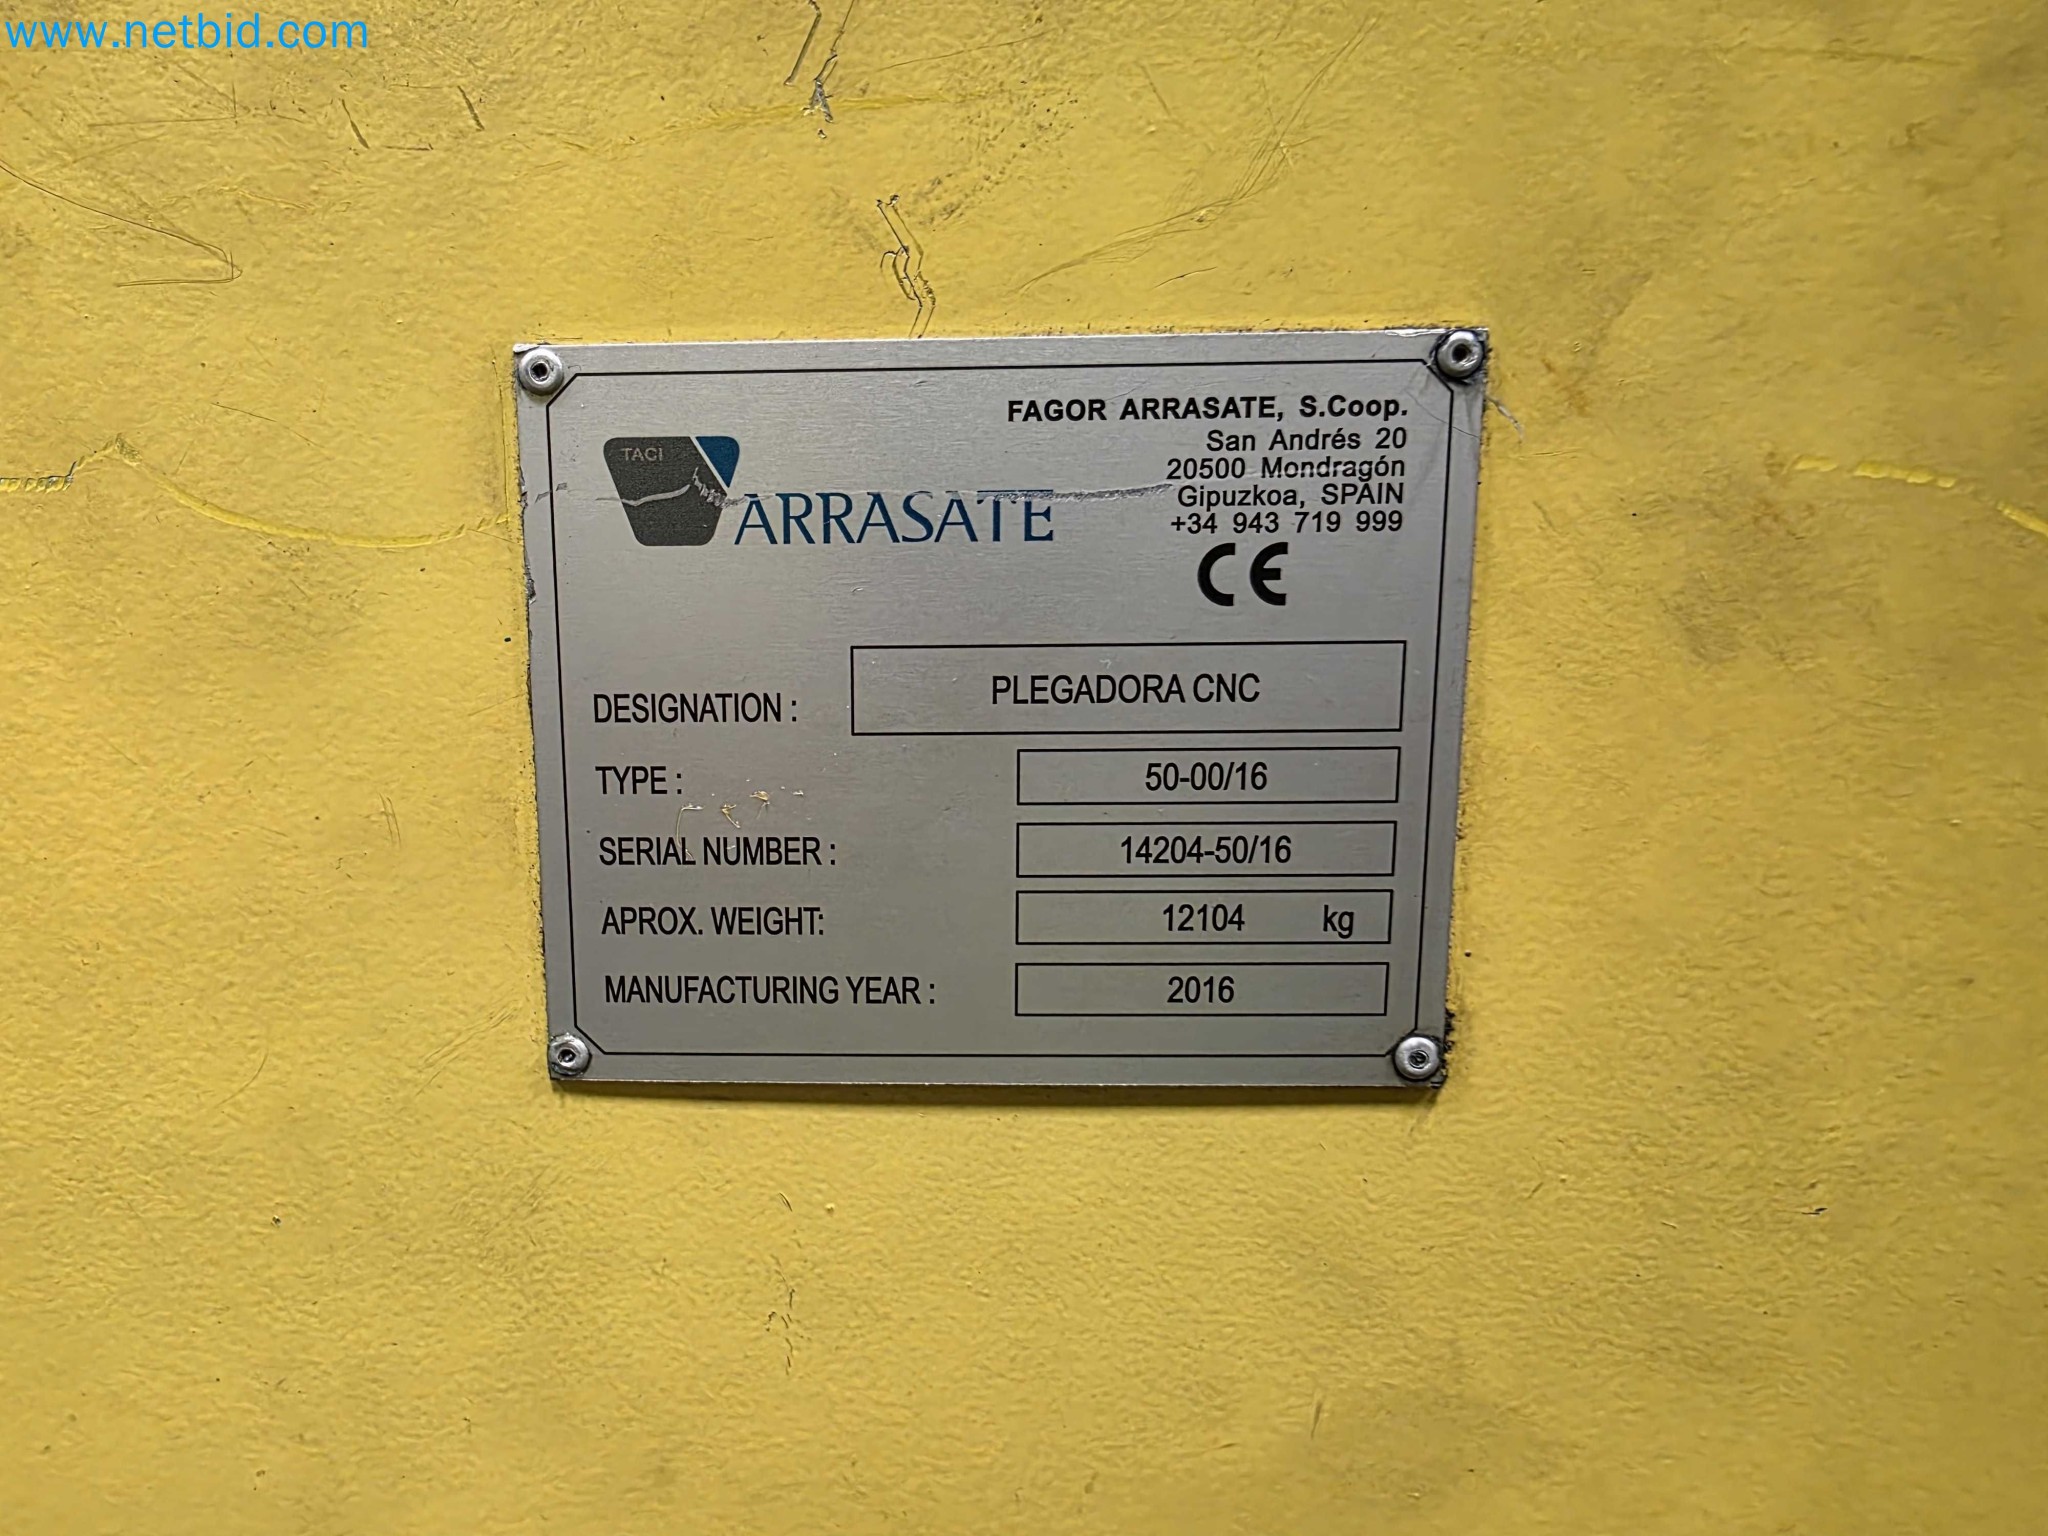 www.netbid.com
FAGOR ARRASATE, S.Coop.
San Andrés 20
20500 Mondragón
Gipuzkoa, SPAIN
+34 943 719 999
TACI
ARRASATE
CE
DESIGNATION : PLEGADORA CNC
TYPE : 50-00/16
SERIAL NUMBER : 14204-50/16
APROX. WEIGHT: 12104 kg
MANUFACTURING YEAR : 2016